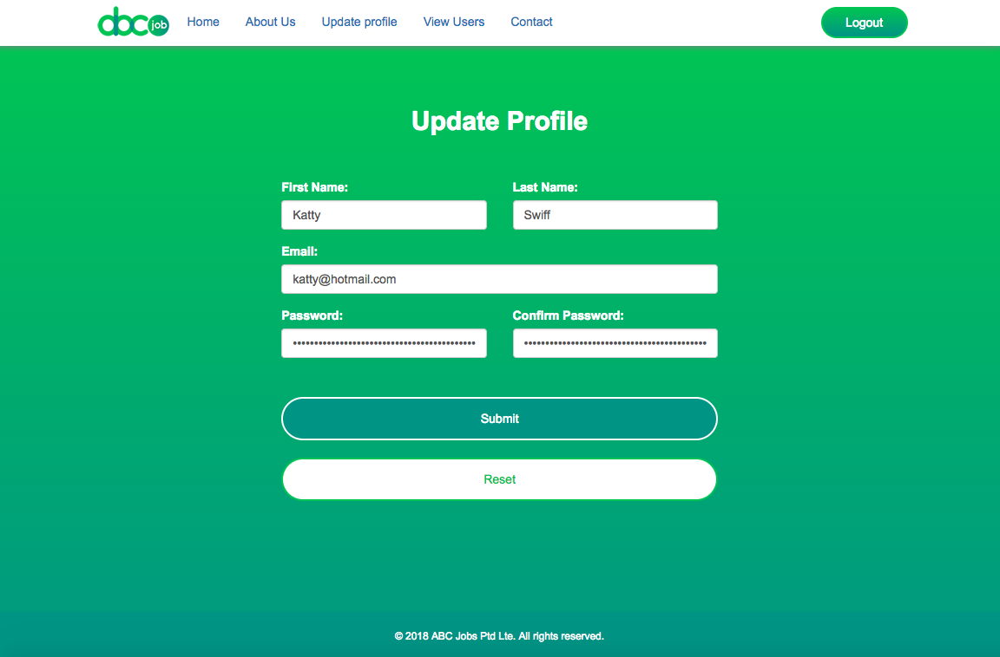 abc job Home About Us Update profile View Users Contact Logout
Update Profile
FIrst Name: Last Name:
Katty Swiff
Email:
katty@hotmail.com
Password: Confirm Password:
Submit
Reset
© 2018 ABC Jobs Ptd Lte. All rights reserved.